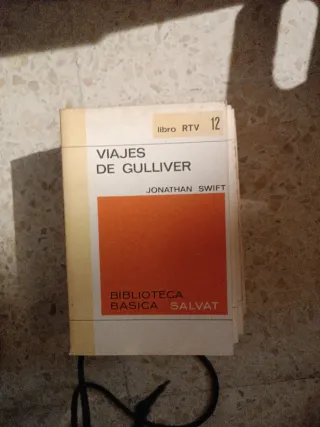 libro RTV 12
VIAJES
DE GULLIVER
JONATHAN SWIFT
BIBLIOTECA
BASICA SALVAT